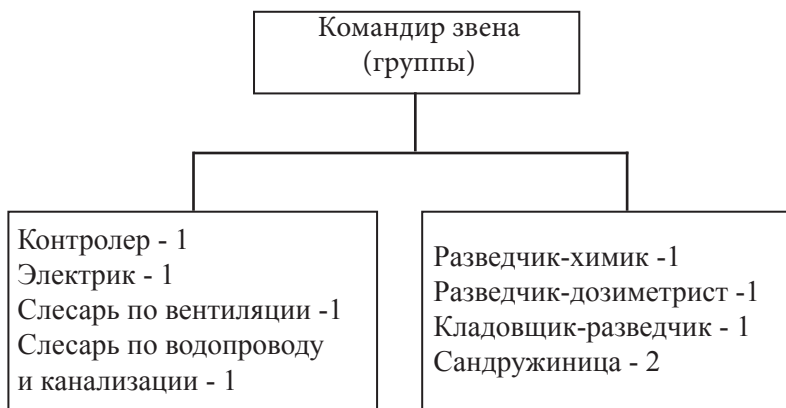 Командир звена
(группы)
Контролер - 1
Электрик - 1
Слесарь по вентиляции -1
Слесарь по водопроводу
и канализации - 1
Разведчик-химик -1
Разведчик-дозиметрист -1
Кладовщик-разведчик - 1
Сандружиница - 2